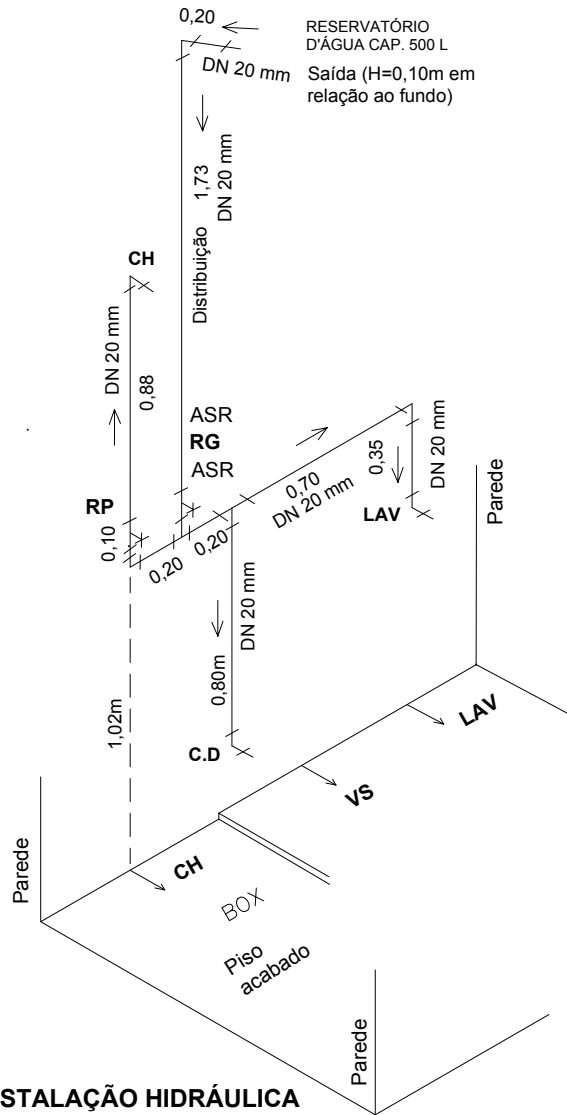 0,20
RESERVATÓRIO
D'ÁGUA CAP. 500 L
DN 20 mm
Saída (H=0,10m em
relação ao fundo)
1,73
DN 20 mm
Distribuição
CH
DN 20 mm
0,88
ASR
RG
ASR
RP
0,10
0,20
0,20
0,70
DN 20 mm
0,35
DN 20 mm
LAV
Parede
DN 20 mm
0,80m
C.D
1,02m
LAV
VS
CH
BOX
Piso
acabado
Parede
Parede
STALAÇÃO HIDRÁULICA